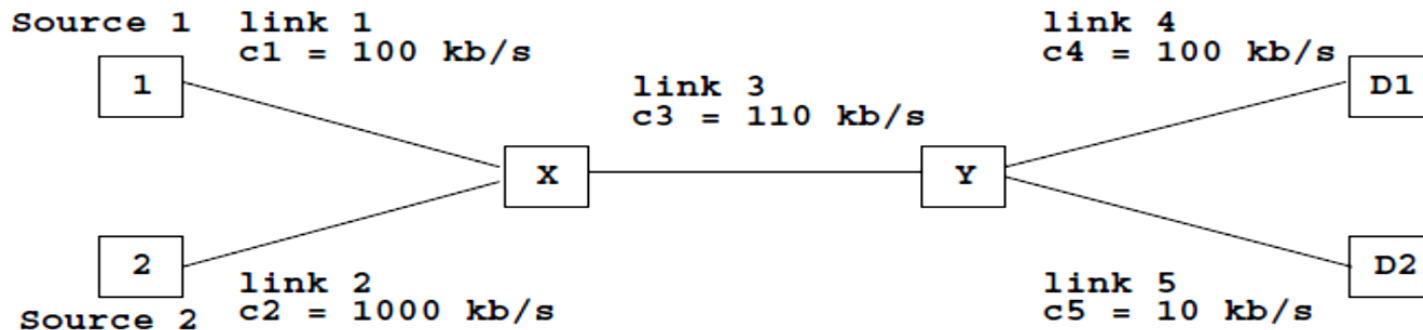 Source 1
link 1
c1 = 100 kb/s
1
link 3
c3 = 110 kb/s
link 4
c4 = 100 kb/s
D1
X
Y
2
Source 2
link 2
c2 = 1000 kb/s
link 5
c5 = 10 kb/s
D2